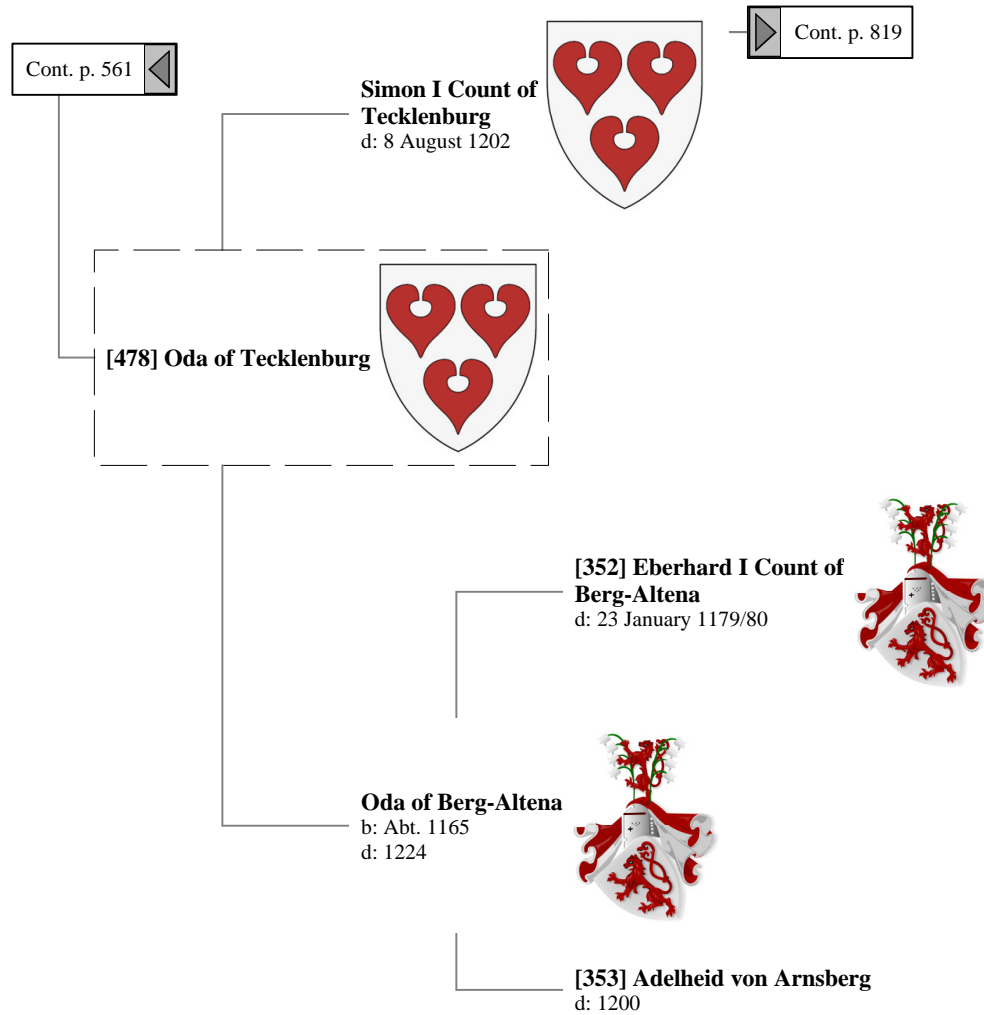 Cont. p. 561
Cont. p. 819
Simon I Count of
Tecklenburg
d: 8 August 1202
[478] Oda of Tecklenburg
[352] Eberhard I Count of
Berg-Altena
d: 23 January 1179/80
Oda of Berg-Altena
b: Abt. 1165
d: 1224
[353] Adelheid von Arnsberg
d: 1200